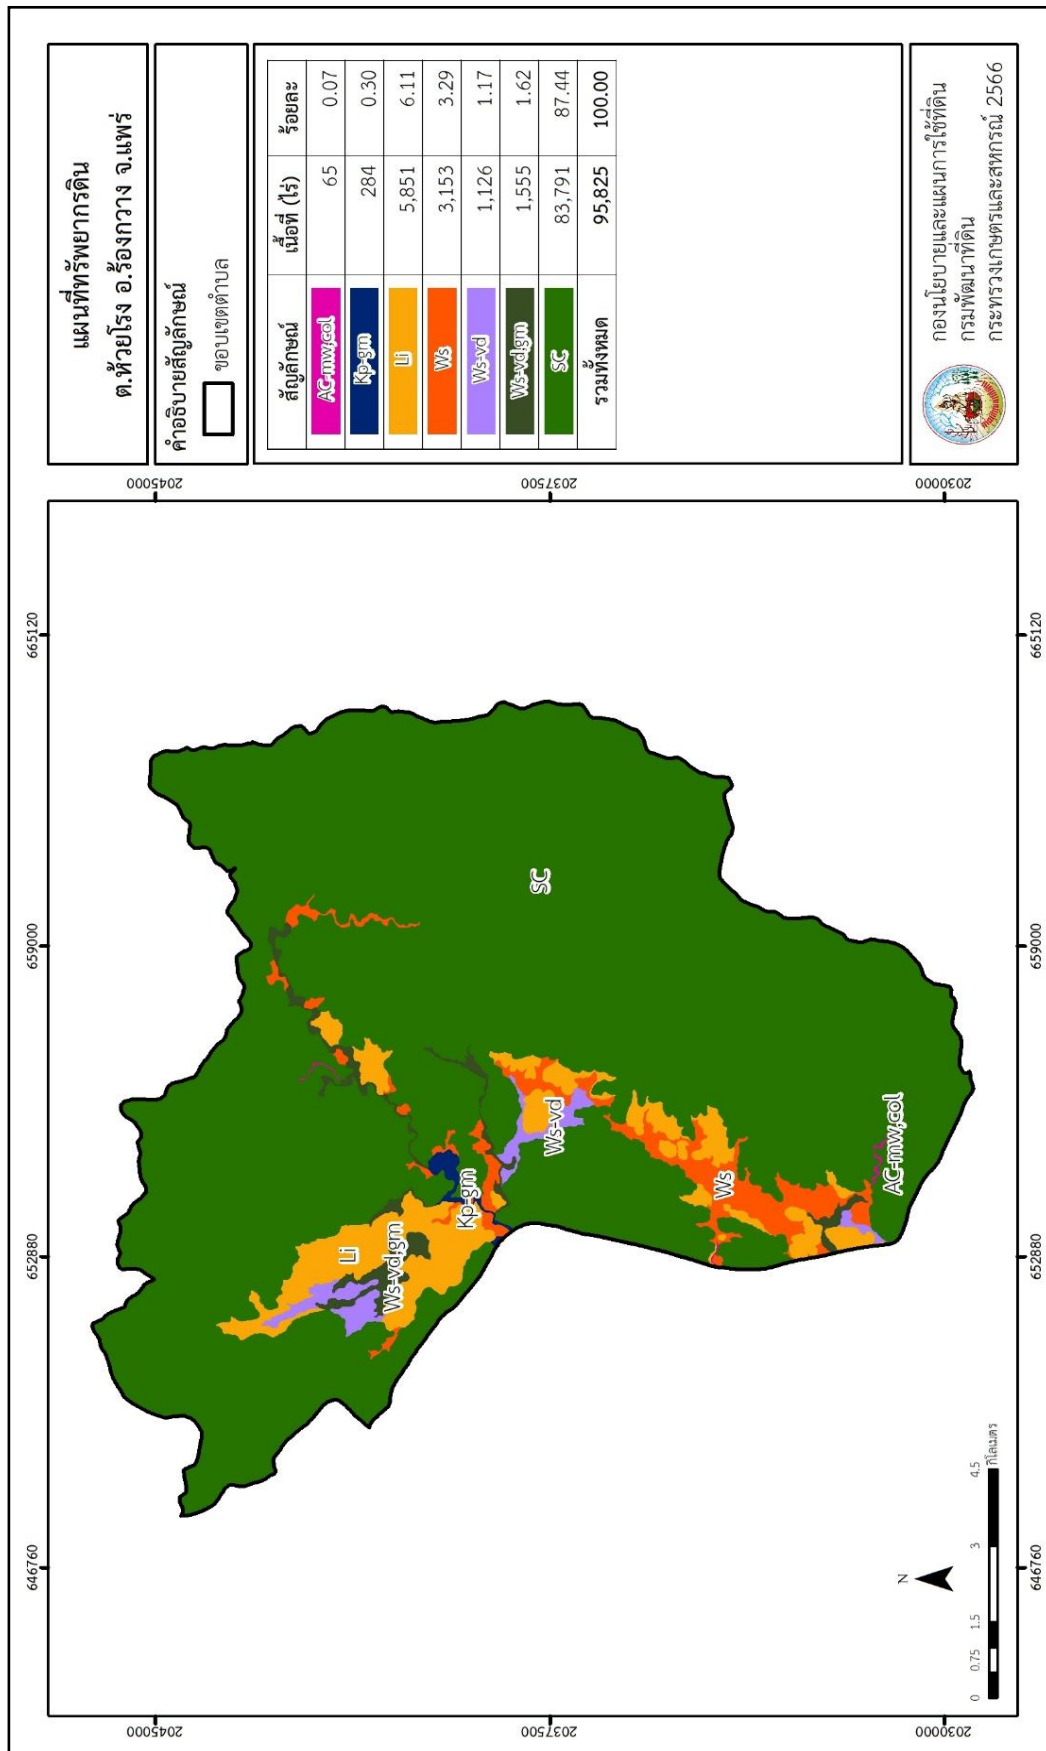 แผนที่ทรัพยากรดิน
ต.ห้วยโรง อ.ร้องกวาง จ.แพร่
คำอธิบายสัญลักษณ์
ขอบเขตตำบล
สัญลักษณ์ เนื้อที่ (ไร่) ร้อยละ
AC-mw,col 65 0.07
Kp-gm 284 0.30
Li 5,851 6.11
Ws 3,153 3.29
Ws-vd 1,126 1.17
Ws-vd,gm 1,555 1.62
SC 83,791 87.44
รวมทั้งหมด 95,825 100.00
กองนโยบายและแผนการใช้ที่ดิน
กรมพัฒนาที่ดิน
กระทรวงเกษตรและสหกรณ์ 2566
646760 652880 659000 665120
2045000 2045000
2037500 2037500
2030000 2030000
646760 652880 659000 665120
Li
Ws-vd,gm
Kp-gm
SC
Ws-vd
Ws
AC-mw,col
N
0 0.75 1.5 3 4.5
กิโลเมตร